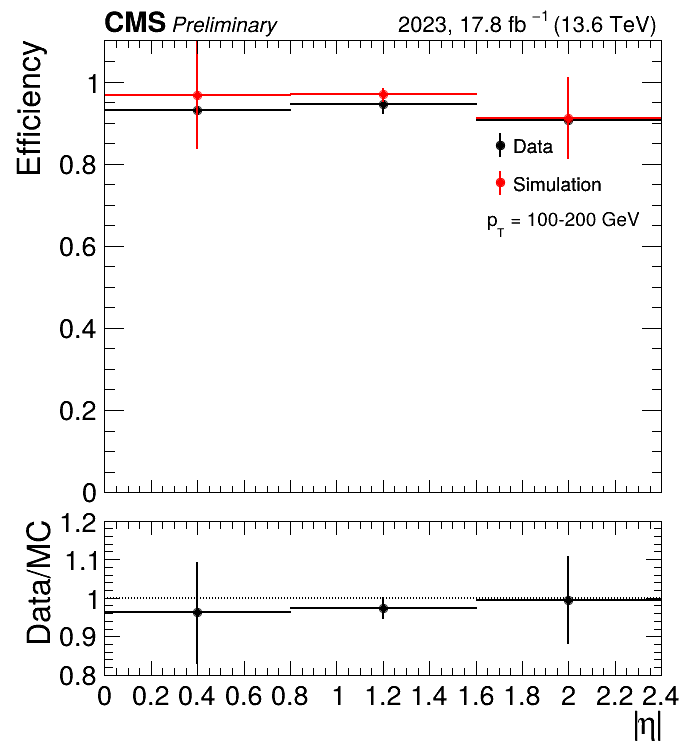 CMS Preliminary 2023, 17.8 fb⁻¹ (13.6 TeV)
Efficiency
1
0.8
0.6
0.4
0.2
0
Data
Simulation
p_T = 100-200 GeV
Data/MC
1.2
1.1
1
0.9
0.8
0 0.2 0.4 0.6 0.8 1 1.2 1.4 1.6 1.8 2 2.2 2.4
|η|